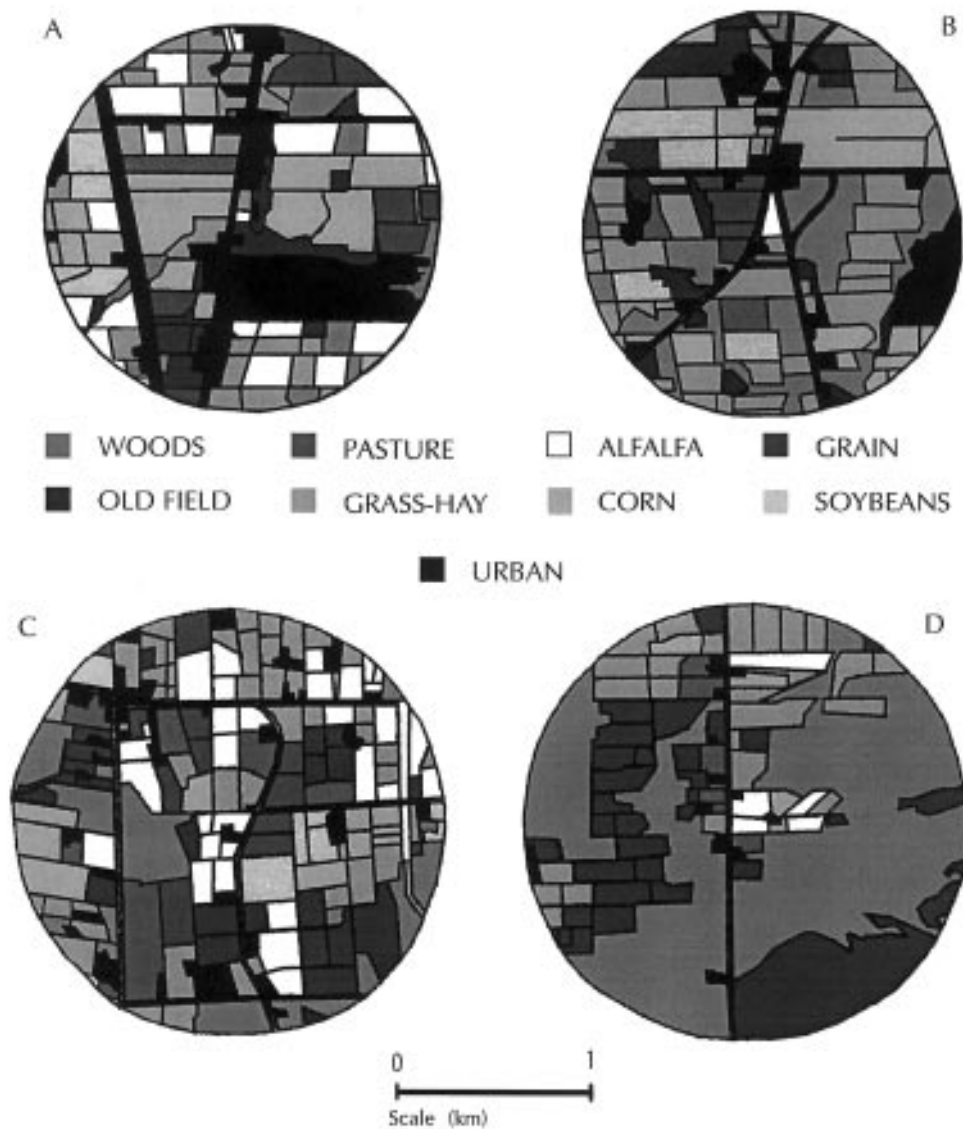 A
B
WOODS PASTURE ALFALFA GRAIN
OLD FIELD GRASS-HAY CORN SOYBEANS
URBAN
C
D
0 1
Scale (km)